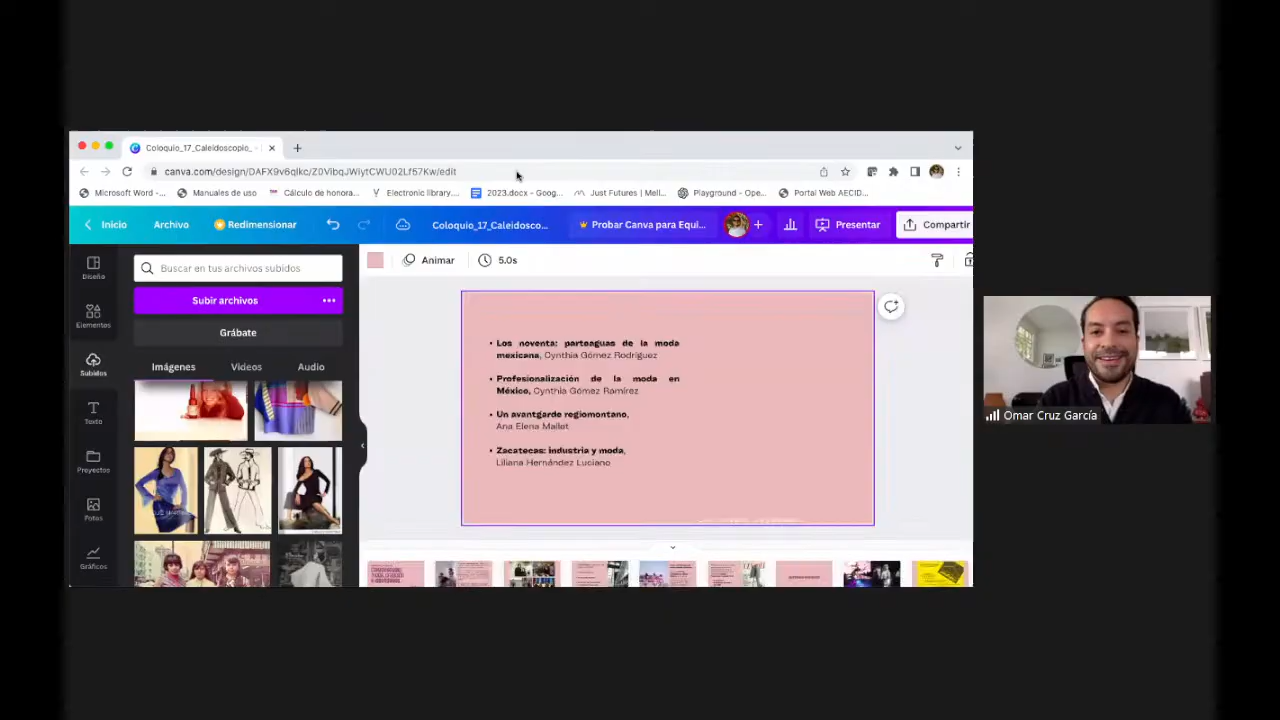 Coloquio_17_Caleidoscopio_ -
canva.com/design/DAFX9v6qlkc/Z0VibqJWiytCWU02Lf57Kw/edit
Microsoft Word -... Manuales de uso Cálculo de honora... Electronic library.... 2023.docx - Goog... Just Futures | Mell... Playground - Ope... Portal Web AECID...
Inicio Archivo Redimensionar Coloquio_17_Caleidosco... Probar Canva para Equi... Presentar Compartir
Diseño
Elementos
Subidos
Texto
Proyectos
Fotos
Gráficos
Buscar en tus archivos subidos
Subir archivos
Grábate
Imágenes Videos Audio
Animar 5.0s
• Los noventa: parteaguas de la moda
mexicana, Cynthia Gómez Rodríguez
• Profesionalización de la moda en
México, Cynthia Gómez Ramírez
• Un avantgarde regiomontano,
Ana Elena Mallet
• Zacatecas: industria y moda,
Liliana Hernández Luciano
Omar Cruz García